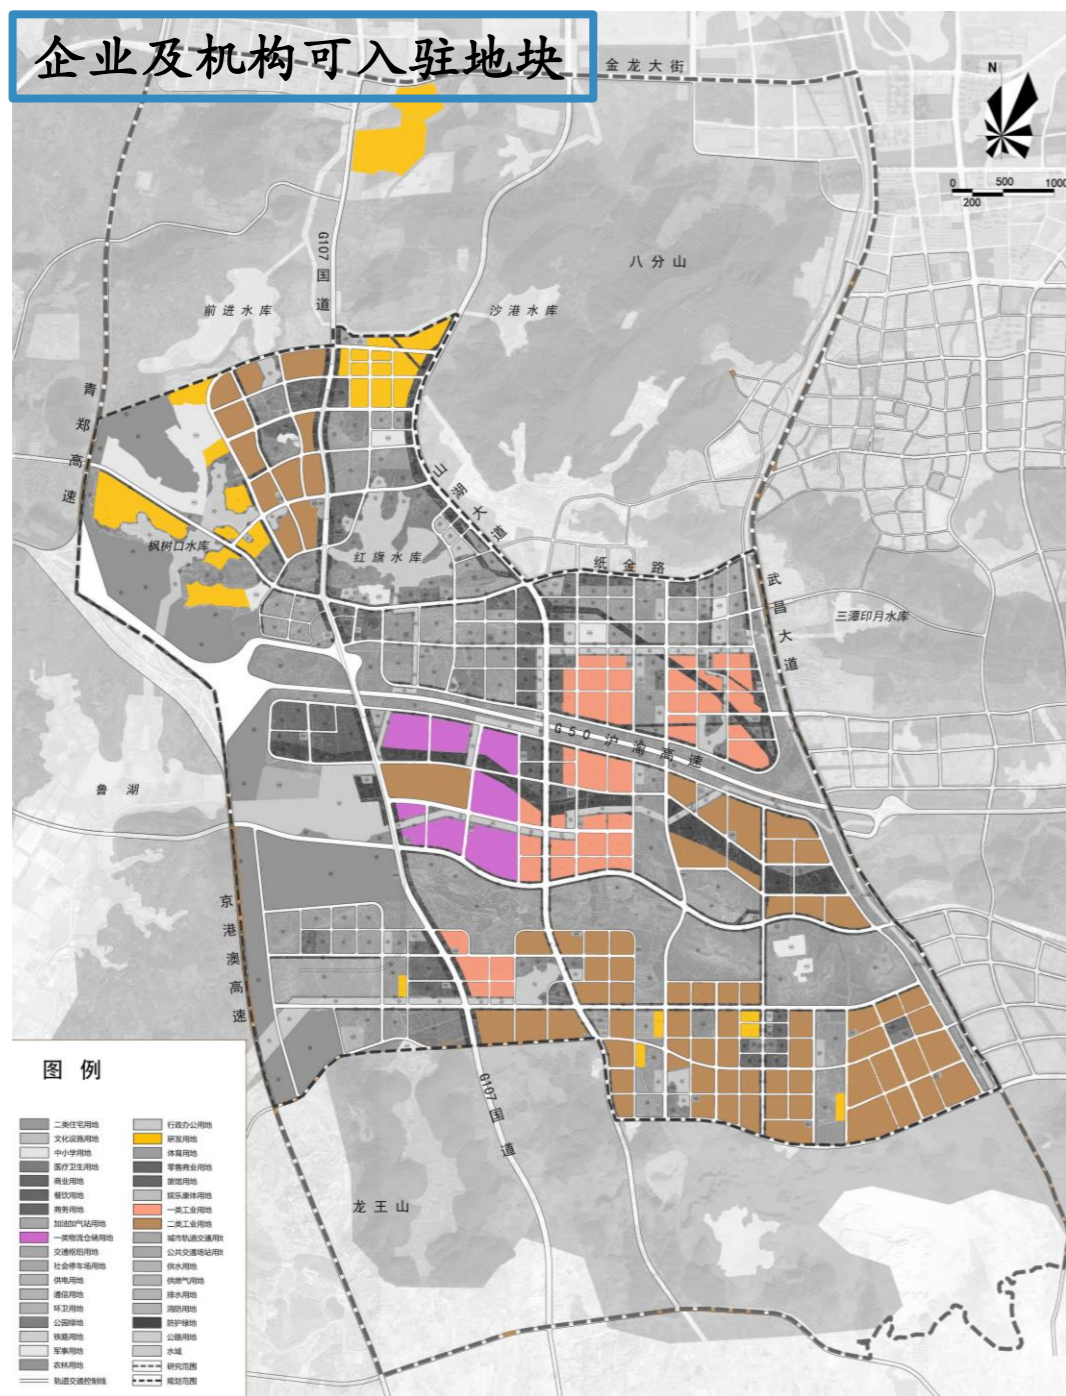 企业及机构可入驻地块
金龙大街
N
0 500 1000
200
G107国道
八分山
前进水库
沙港水库
青郑高速
山湖大道
枫树口水库
红旗水库
纸金路
武昌大道
三潭印月水库
G50沪渝高速
鲁湖
京港澳高速
G107国道
龙王山
图例
二类住宅用地
行政办公用地
文化设施用地
研发用地
中小学用地
体育用地
医疗卫生用地
零售商业用地
商业用地
旅馆用地
餐饮用地
娱乐康体用地
商务用地
一类工业用地
加油加气站用地
二类工业用地
一类物流仓储用地
城市轨道交通用地
交通枢纽用地
公共交通场站用地
社会停车场用地
供水用地
供电用地
供燃气用地
通信用地
排水用地
环卫用地
消防用地
公园绿地
防护绿地
铁路用地
公路用地
军事用地
水域
农林用地
研究范围
轨道交通控制线
规划范围